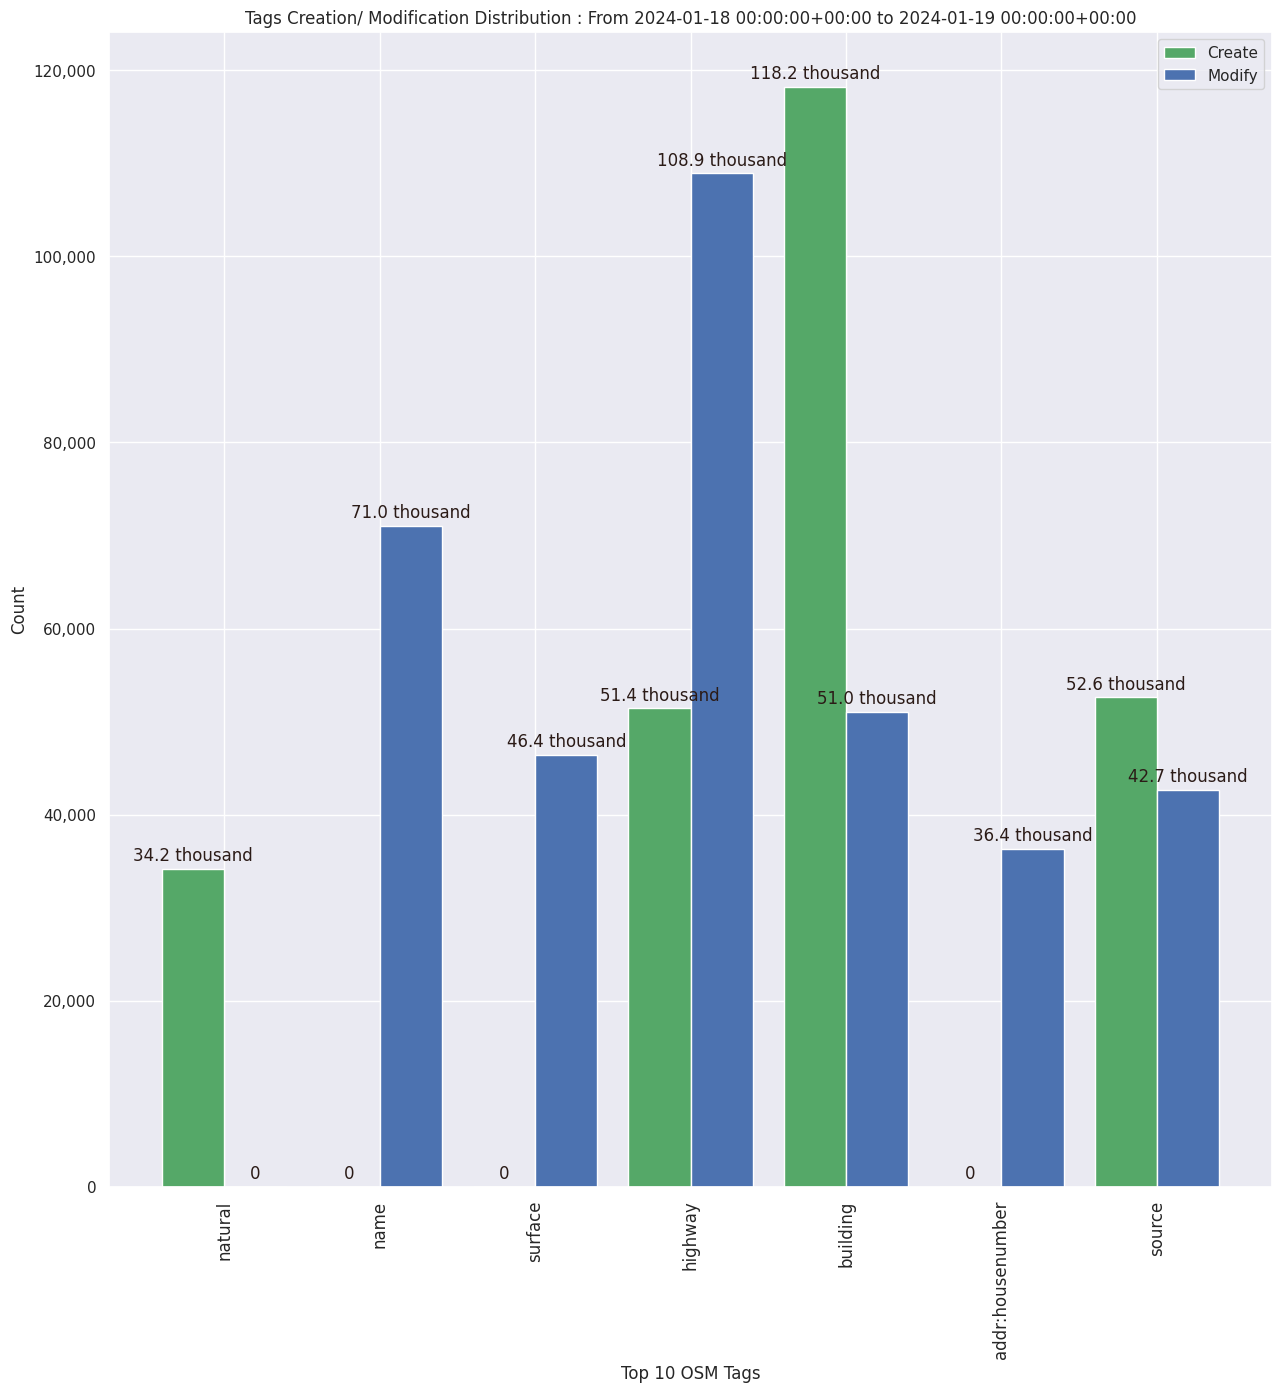 Tags Creation/ Modification Distribution : From 2024-01-18 00:00:00+00:00 to 2024-01-19 00:00:00+00:00
Create
Modify
120,000
100,000
80,000
60,000
40,000
20,000
0
Count
34.2 thousand
0
0
71.0 thousand
0
46.4 thousand
51.4 thousand
108.9 thousand
118.2 thousand
51.0 thousand
0
36.4 thousand
52.6 thousand
42.7 thousand
natural
name
surface
highway
building
addr:housenumber
source
Top 10 OSM Tags